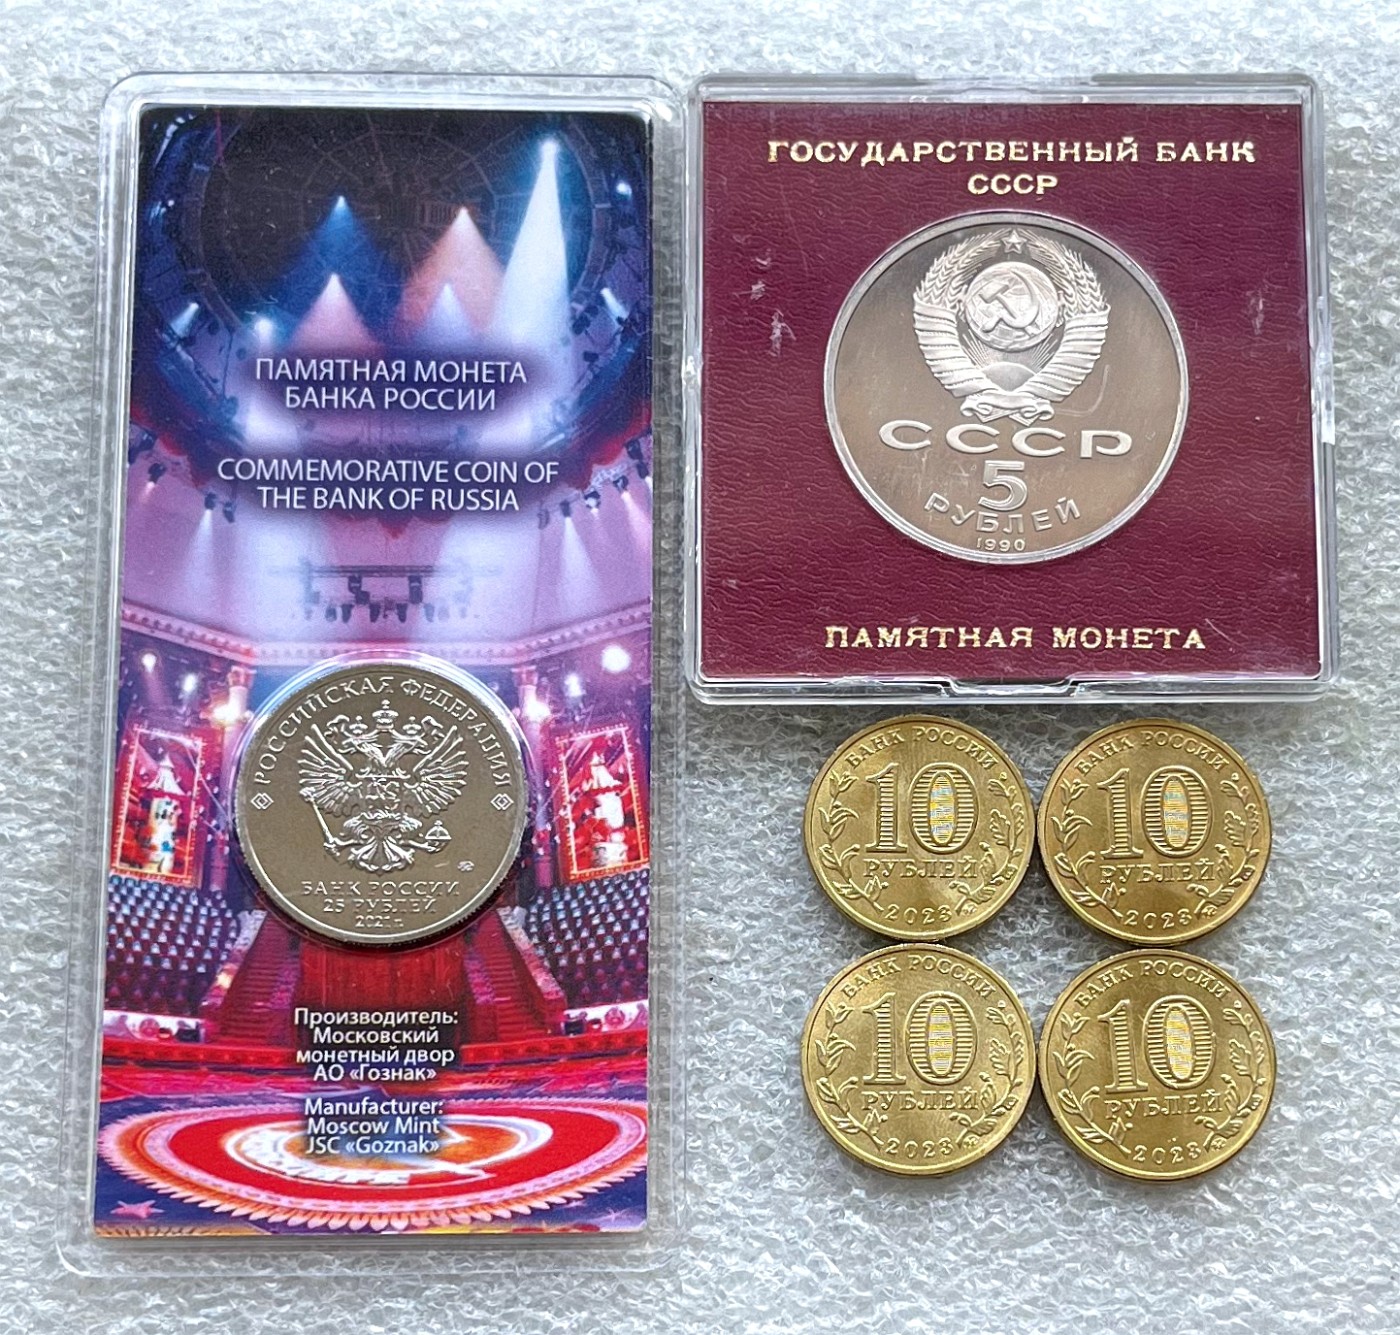 ПАМЯТНАЯ МОНЕТА
БАНКА РОССИИ
COMMEMORATIVE COIN OF
THE BANK OF RUSSIA
РОССИЙСКАЯ ФЕДЕРАЦИЯ
БАНК РОССИИ
25 РУБЛЕЙ
2021 г.
Производитель:
Московский
монетный двор
АО «Гознак»
Manufacturer:
Moscow Mint
JSC «Goznak»
ГОСУДАРСТВЕННЫЙ БАНК
СССР
СССР
5
РУБЛЕЙ
1990
ПАМЯТНАЯ МОНЕТА
БАНК РОССИИ
10
РУБЛЕЙ
2023
БАНК РОССИИ
10
РУБЛЕЙ
2023
БАНК РОССИИ
10
РУБЛЕЙ
2023
БАНК РОССИИ
10
РУБЛЕЙ
2023